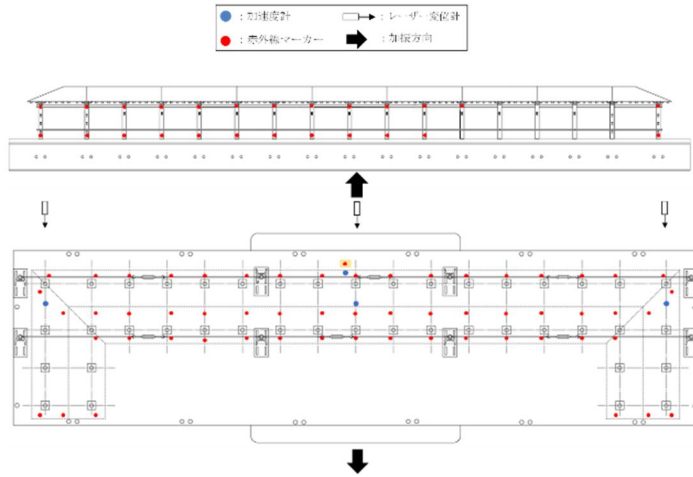 ：加速度計
：レーザー変位計
：赤外線マーカー
：加振方向